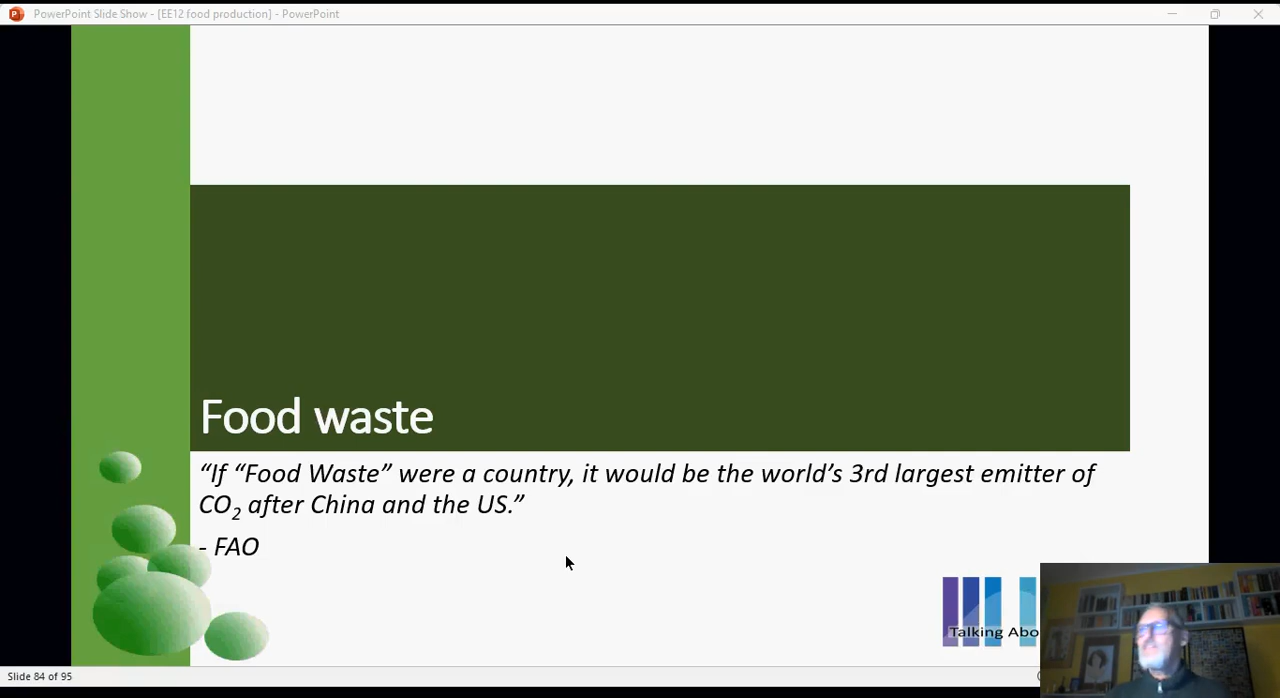 PowerPoint Slide Show - [EE12 food production] - PowerPoint
Food waste
“If “Food Waste” were a country, it would be the world’s 3rd largest emitter of
CO2 after China and the US.”
- FAO
Talking Abo
Slide 84 of 95